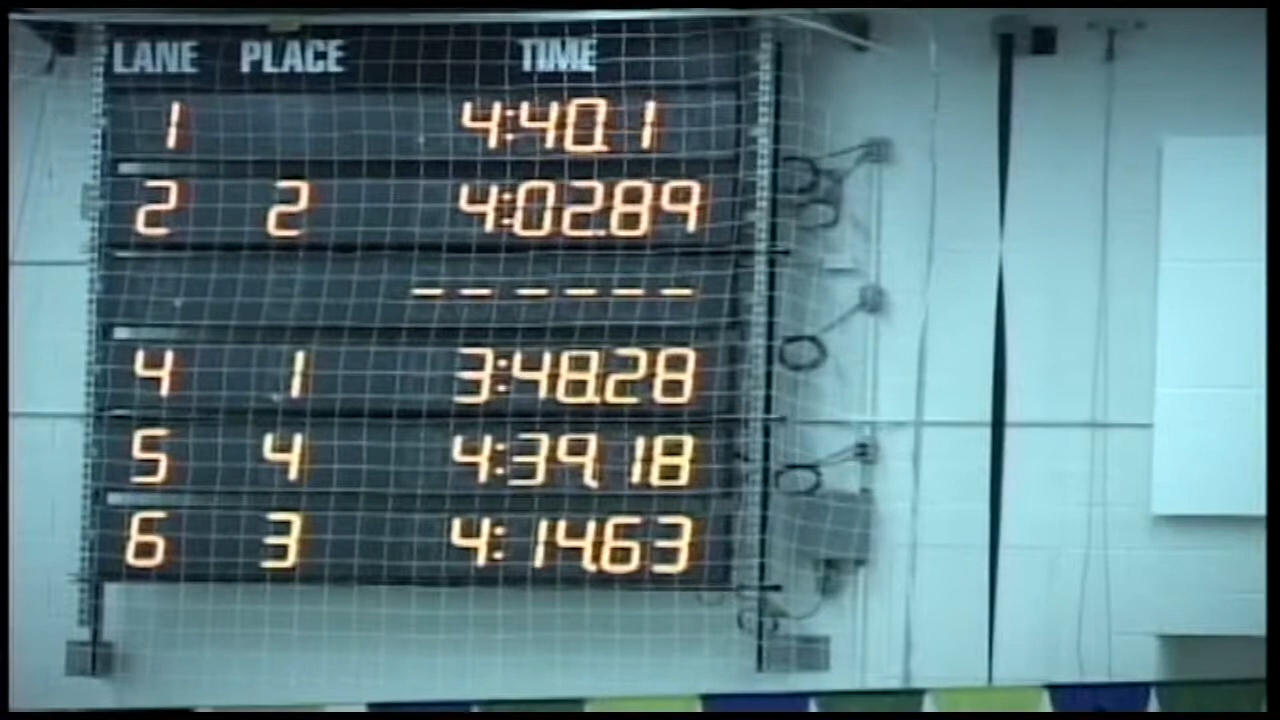 LANE PLACE TIME
1 4:40.1
2 2 4:02.89
------
4 1 3:48.28
5 4 4:39.18
6 3 4:14.63